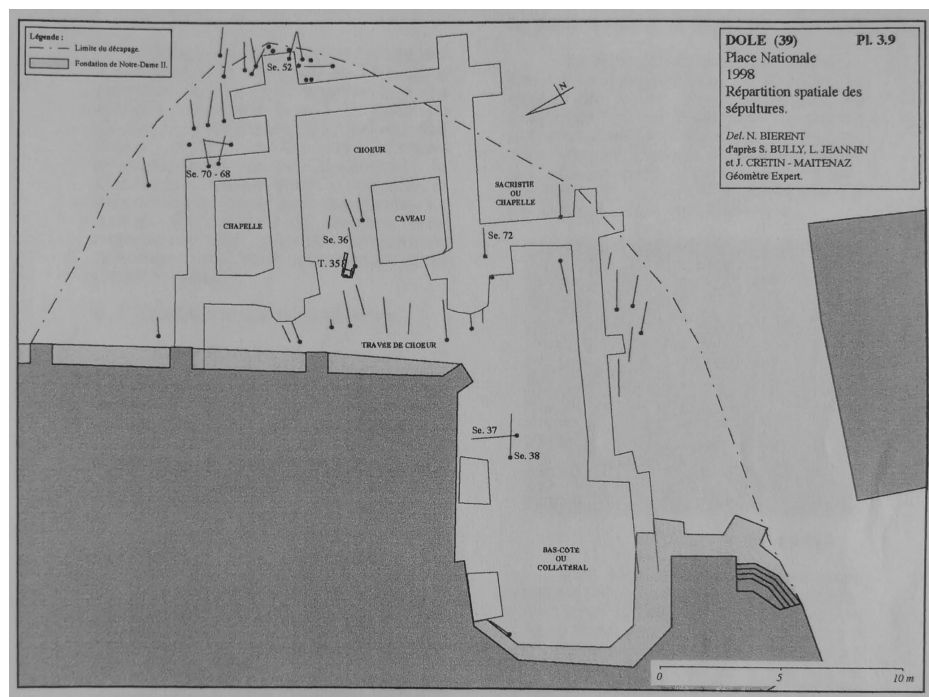 Légende :
Limite du décapage.
Fondation de Notre-Dame II.
DOLE (39) Pl. 3.9
Place Nationale
1998
Répartition spatiale des
sépultures.
Del. N. BIERENT
d'après S. BULLY, L. JEANNIN
et J. CRETIN - MAITENAZ
Géomètre Expert.
Se. 52
N
CHOEUR
Se. 70 - 68
SACRISTIE
OU
CHAPELLE
CHAPELLE
CAVEAU
Se. 36
Se. 72
T. 35
TRAVÉE DE CHOEUR
Se. 37
Se. 38
BAS-COTÉ
OU
COLLATÉRAL
0 5 10 m